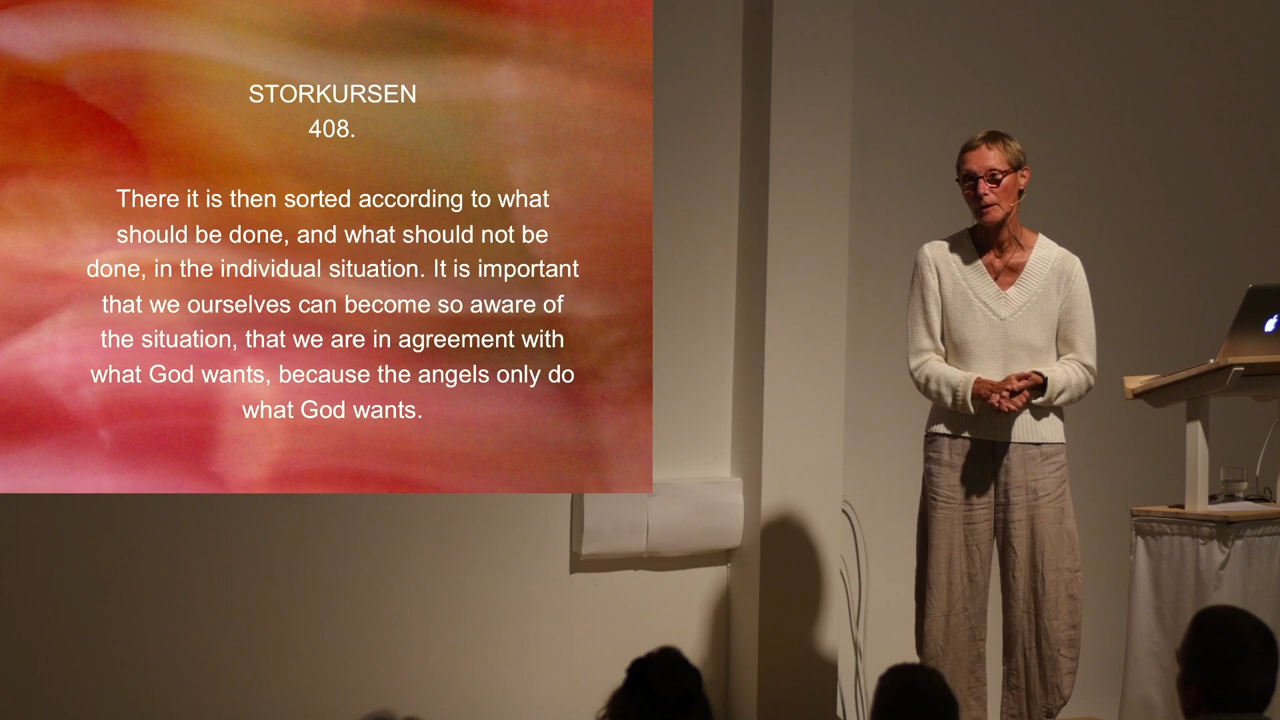 STORKURSEN
408.
There it is then sorted according to what
should be done, and what should not be
done, in the individual situation. It is important
that we ourselves can become so aware of
the situation, that we are in agreement with
what God wants, because the angels only do
what God wants.